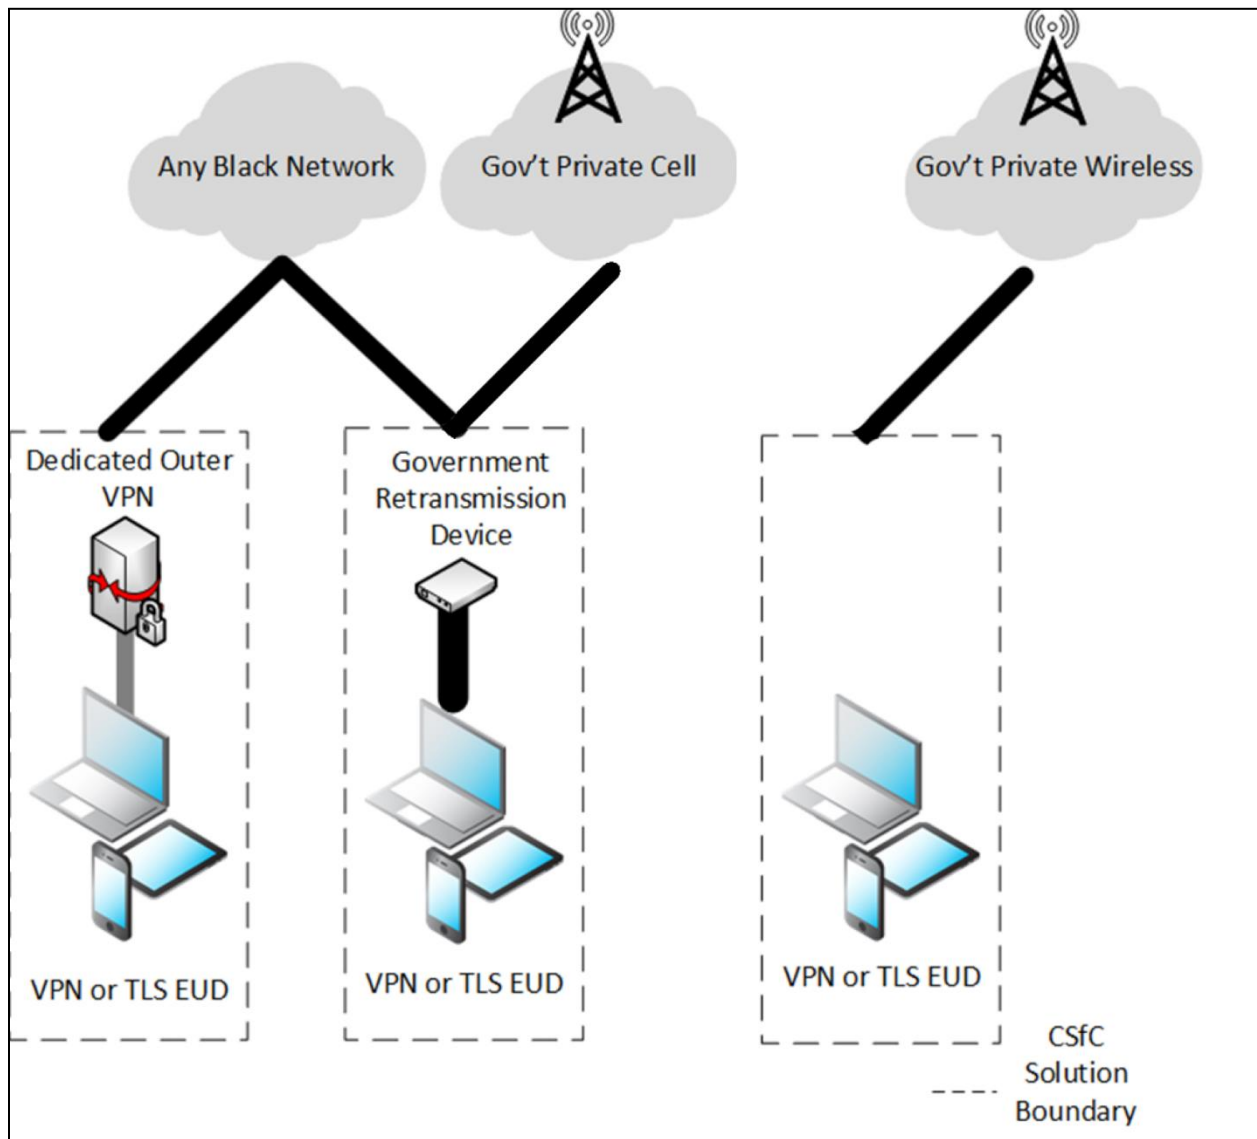 Any Black Network
Gov't Private Cell
Gov't Private Wireless
Dedicated Outer
VPN
Government
Retransmission
Device
VPN or TLS EUD
VPN or TLS EUD
VPN or TLS EUD
CSfC
Solution
Boundary